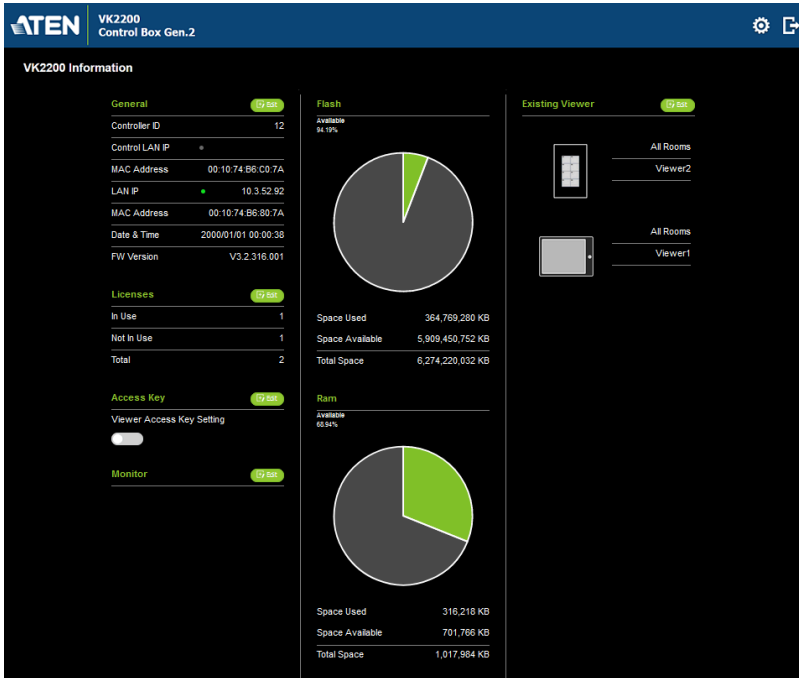 ATEN
VK2200
Control Box Gen.2
VK2200 Information
General Edit
Controller ID 12
Control LAN IP
MAC Address 00:10:74:B6:C0:7A
LAN IP 10.3.52.92
MAC Address 00:10:74:B6:80:7A
Date & Time 2000/01/01 00:00:38
FW Version V3.2.316.001
Licenses Edit
In Use 1
Not In Use 1
Total 2
Access Key Edit
Viewer Access Key Setting
Monitor Edit
Flash
Available
94.19%
Space Used 364,769,280 KB
Space Available 5,909,450,752 KB
Total Space 6,274,220,032 KB
Ram
Available
68.94%
Space Used 316,218 KB
Space Available 701,766 KB
Total Space 1,017,984 KB
Existing Viewer Edit
All Rooms
Viewer2
All Rooms
Viewer1